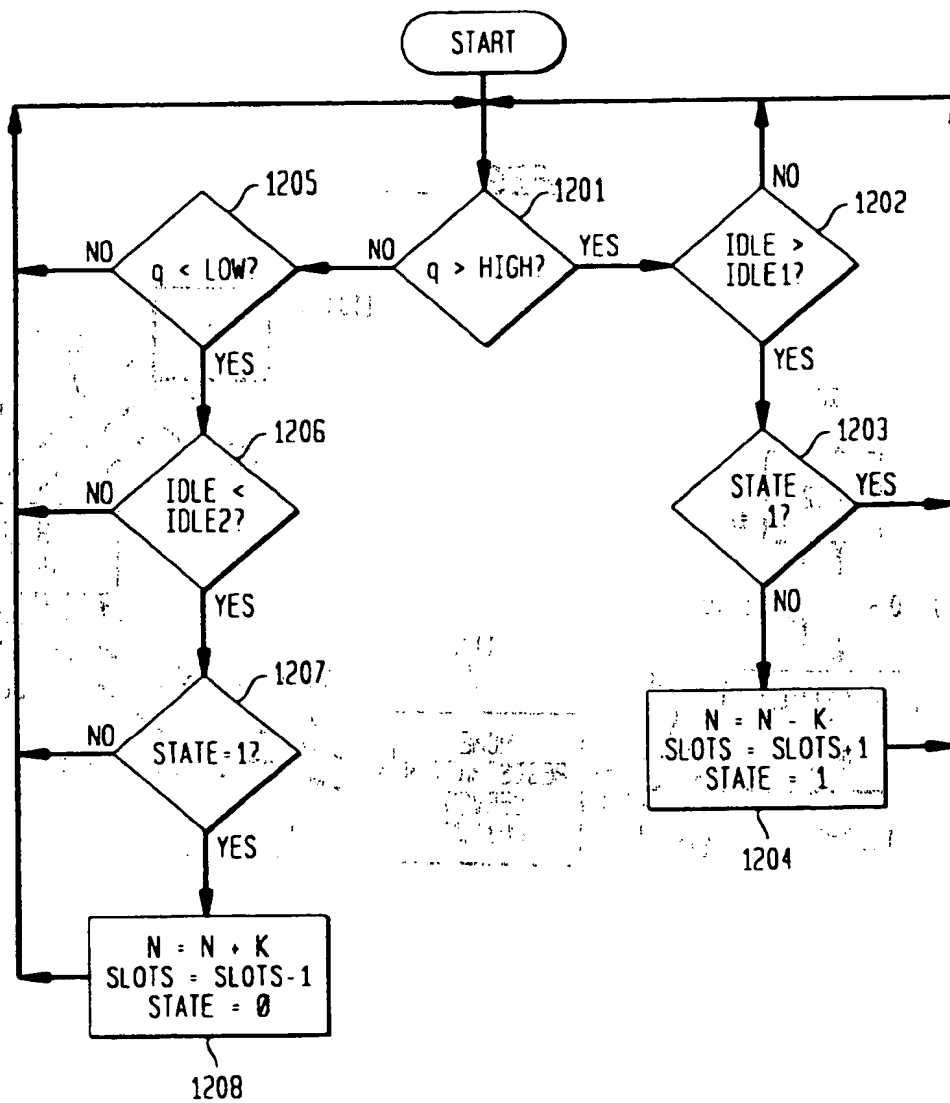 START
1205
1201
1202
NO
NO
NO
YES
q < LOW?
q > HIGH?
IDLE >
IDLE1?
YES
YES
1206
1203
NO
IDLE <
IDLE2?
STATE
= 1?
YES
YES
NO
1207
NO
STATE=1?
N = N - K
SLOTS = SLOTS+1
STATE = 1
YES
1204
N = N + K
SLOTS = SLOTS-1
STATE = 0
1208